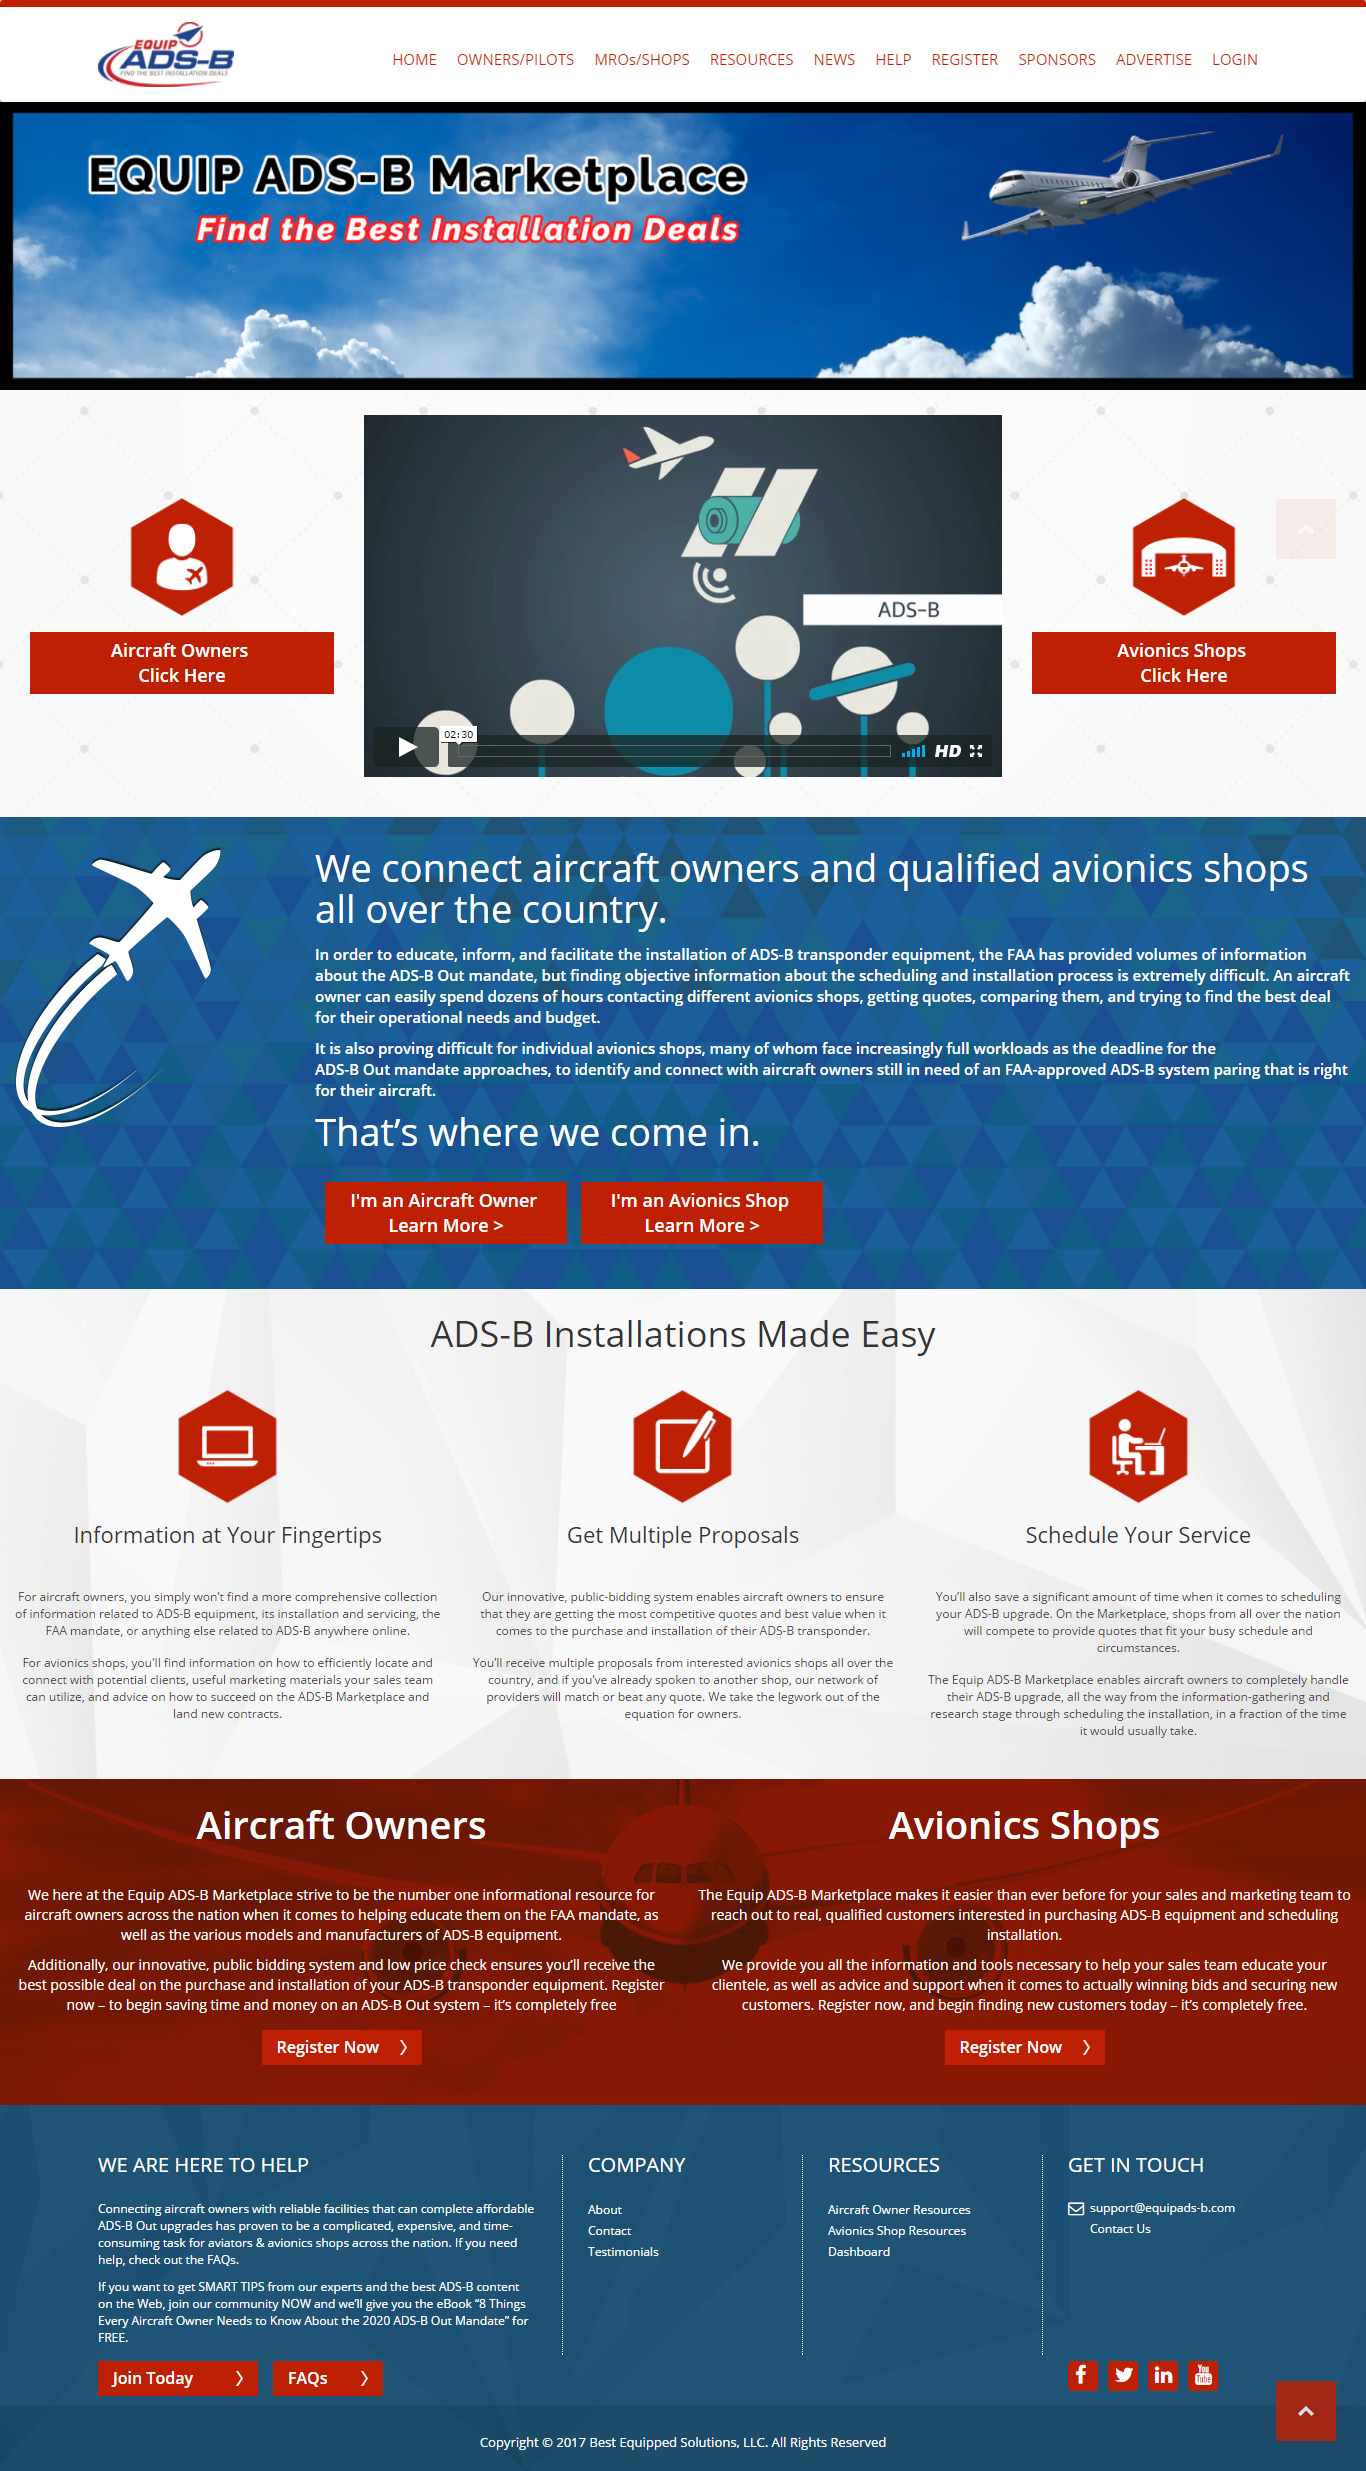 EQUIP
ADS-B
FIND THE BEST INSTALLATION DEALS
HOME OWNERS/PILOTS MROs/SHOPS RESOURCES NEWS HELP REGISTER SPONSORS ADVERTISE LOGIN
EQUIP ADS-B Marketplace
Find the Best Installation Deals
ADS-B
Aircraft Owners
Click Here
Avionics Shops
Click Here
02:30
HD
We connect aircraft owners and qualified avionics shops
all over the country.
In order to educate, inform, and facilitate the installation of ADS-B transponder equipment, the FAA has provided volumes of information
about the ADS-B Out mandate, but finding objective information about the scheduling and installation process is extremely difficult. An aircraft
owner can easily spend dozens of hours contacting different avionics shops, getting quotes, comparing them, and trying to find the best deal
for their operational needs and budget.
It is also proving difficult for individual avionics shops, many of whom face increasingly full workloads as the deadline for the
ADS-B Out mandate approaches, to identify and connect with aircraft owners still in need of an FAA-approved ADS-B system paring that is right
for their aircraft.
That’s where we come in.
I'm an Aircraft Owner
Learn More >
I'm an Avionics Shop
Learn More >
ADS-B Installations Made Easy
Information at Your Fingertips
For aircraft owners, you simply won’t find a more comprehensive collection
of information related to ADS-B equipment, its installation and servicing, the
FAA mandate, or anything else related to ADS-B anywhere online.
For avionics shops, you'll find information on how to efficiently locate and
connect with potential clients, useful marketing materials your sales team
can utilize, and advice on how to succeed on the ADS-B Marketplace and
land new contracts.
Get Multiple Proposals
Our innovative, public-bidding system enables aircraft owners to ensure
that they are getting the most competitive quotes and best value when it
comes to the purchase and installation of their ADS-B transponder.
You’ll receive multiple proposals from interested avionics shops all over the
country, and if you’ve already spoken to another shop, our network of
providers will match or beat any quote. We take the legwork out of the
equation for owners.
Schedule Your Service
You’ll also save a significant amount of time when it comes to scheduling
your ADS-B upgrade. On the Marketplace, shops from all over the nation
will compete to provide quotes that fit your busy schedule and
circumstances.
The Equip ADS-B Marketplace enables aircraft owners to completely handle
their ADS-B upgrade, all the way from the information-gathering and
research stage through scheduling the installation, in a fraction of the time
it would usually take.
Aircraft Owners
We here at the Equip ADS-B Marketplace strive to be the number one informational resource for
aircraft owners across the nation when it comes to helping educate them on the FAA mandate, as
well as the various models and manufacturers of ADS-B equipment.
Additionally, our innovative, public bidding system and low price check ensures you’ll receive the
best possible deal on the purchase and installation of your ADS-B transponder equipment. Register
now – to begin saving time and money on an ADS-B Out system – it’s completely free
Register Now
Avionics Shops
The Equip ADS-B Marketplace makes it easier than ever before for your sales and marketing team to
reach out to real, qualified customers interested in purchasing ADS-B equipment and scheduling
installation.
We provide you all the information and tools necessary to help your sales team educate your
clientele, as well as advice and support when it comes to actually winning bids and securing new
customers. Register now, and begin finding new customers today – it’s completely free.
Register Now
WE ARE HERE TO HELP
Connecting aircraft owners with reliable facilities that can complete affordable
ADS-B Out upgrades has proven to be a complicated, expensive, and time-
consuming task for aviators & avionics shops across the nation. If you need
help, check out the FAQs.
If you want to get SMART TIPS from our experts and the best ADS-B content
on the Web, join our community NOW and we’ll give you the eBook “8 Things
Every Aircraft Owner Needs to Know About the 2020 ADS-B Out Mandate” for
FREE.
Join Today
FAQs
COMPANY
About
Contact
Testimonials
RESOURCES
Aircraft Owner Resources
Avionics Shop Resources
Dashboard
GET IN TOUCH
support@equipads-b.com
Contact Us
You
Tube
Copyright © 2017 Best Equipped Solutions, LLC. All Rights Reserved